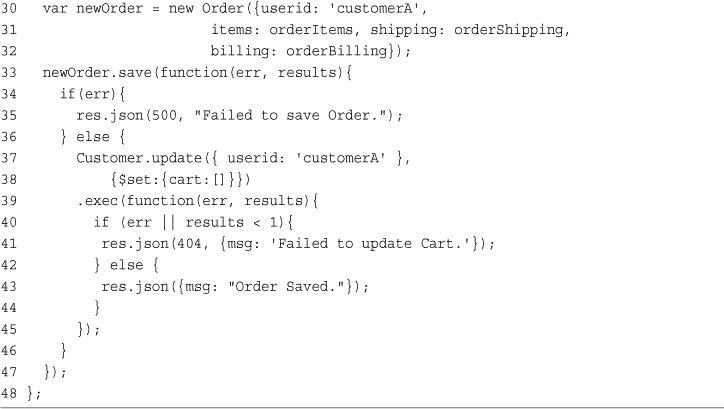 30   var newOrder = new Order({userid: 'customerA',
31                        items: orderItems, shipping: orderShipping,
32                        billing: orderBilling});
33   newOrder.save(function(err, results){
34     if(err){
35       res.json(500, "Failed to save Order.");
36     } else {
37       Customer.update({ userid: 'customerA' },
38           {$set:{cart:[]}})
39       .exec(function(err, results){
40         if (err || results < 1){
41          res.json(404, {msg: 'Failed to update Cart.'});
42         } else {
43          res.json({msg: "Order Saved."});
44         }
45       });
46     }
47   });
48 };